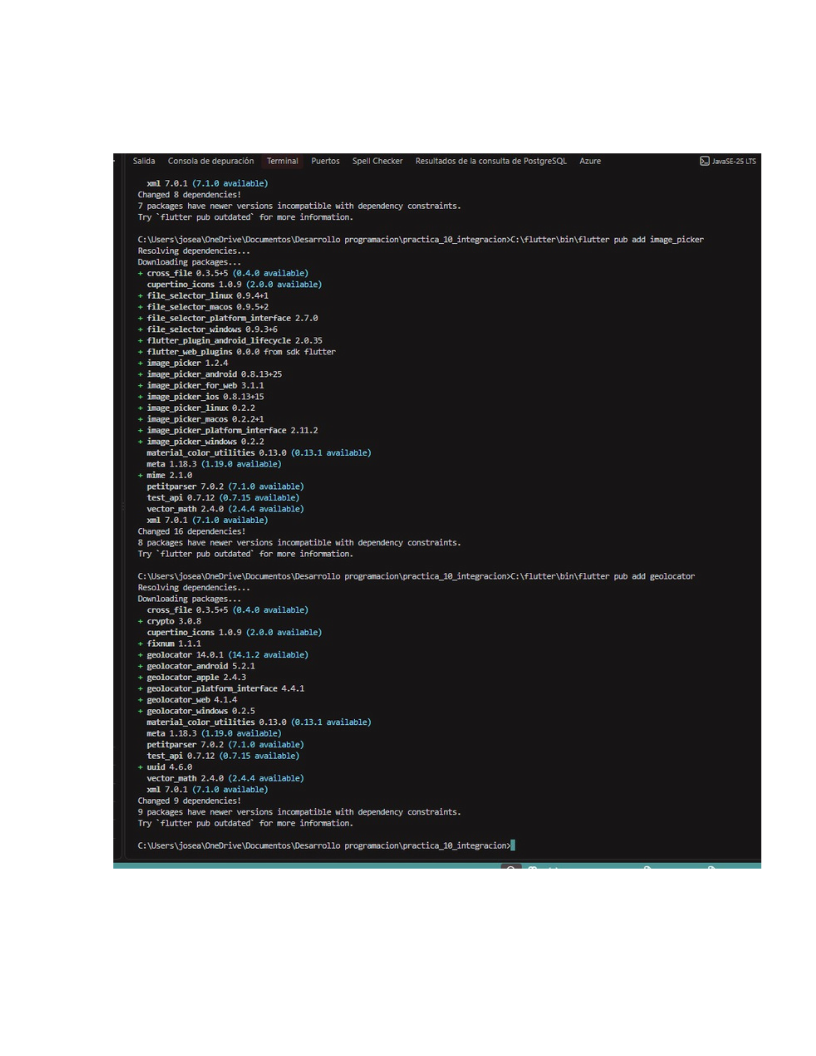 Salida Consola de depuración Terminal Puertos Spell Checker Resultados de la consulta de PostgreSQL Azure JavaSE-25 LTS
xml 7.0.1 (7.1.0 available)
Changed 8 dependencies!
7 packages have newer versions incompatible with dependency constraints.
Try `flutter pub outdated` for more information.
C:\Users\josea\OneDrive\Documentos\Desarrollo programacion\practica_10_integracion>C:\flutter\bin\flutter pub add image_picker
Resolving dependencies...
Downloading packages...
+ cross_file 0.3.5+5 (0.4.0 available)
cupertino_icons 1.0.9 (2.0.0 available)
+ file_selector_linux 0.9.4+1
+ file_selector_macos 0.9.5+2
+ file_selector_platform_interface 2.7.0
+ file_selector_windows 0.9.3+6
+ flutter_plugin_android_lifecycle 2.0.35
+ flutter_web_plugins 0.0.0 from sdk flutter
+ image_picker 1.2.4
+ image_picker_android 0.8.13+25
+ image_picker_for_web 3.1.1
+ image_picker_ios 0.8.13+15
+ image_picker_linux 0.2.2
+ image_picker_macos 0.2.2+1
+ image_picker_platform_interface 2.11.2
+ image_picker_windows 0.2.2
material_color_utilities 0.13.0 (0.13.1 available)
meta 1.18.3 (1.19.0 available)
+ mime 2.1.0
petitparser 7.0.2 (7.1.0 available)
test_api 0.7.12 (0.7.15 available)
vector_math 2.4.0 (2.4.4 available)
xml 7.0.1 (7.1.0 available)
Changed 16 dependencies!
8 packages have newer versions incompatible with dependency constraints.
Try `flutter pub outdated` for more information.
C:\Users\josea\OneDrive\Documentos\Desarrollo programacion\practica_10_integracion>C:\flutter\bin\flutter pub add geolocator
Resolving dependencies...
Downloading packages...
cross_file 0.3.5+5 (0.4.0 available)
+ crypto 3.0.8
cupertino_icons 1.0.9 (2.0.0 available)
+ fixnum 1.1.1
+ geolocator 14.0.1 (14.1.2 available)
+ geolocator_android 5.2.1
+ geolocator_apple 2.4.3
+ geolocator_platform_interface 4.4.1
+ geolocator_web 4.1.4
+ geolocator_windows 0.2.5
material_color_utilities 0.13.0 (0.13.1 available)
meta 1.18.3 (1.19.0 available)
petitparser 7.0.2 (7.1.0 available)
test_api 0.7.12 (0.7.15 available)
+ uuid 4.6.0
vector_math 2.4.0 (2.4.4 available)
xml 7.0.1 (7.1.0 available)
Changed 9 dependencies!
9 packages have newer versions incompatible with dependency constraints.
Try `flutter pub outdated` for more information.
C:\Users\josea\OneDrive\Documentos\Desarrollo programacion\practica_10_integracion>